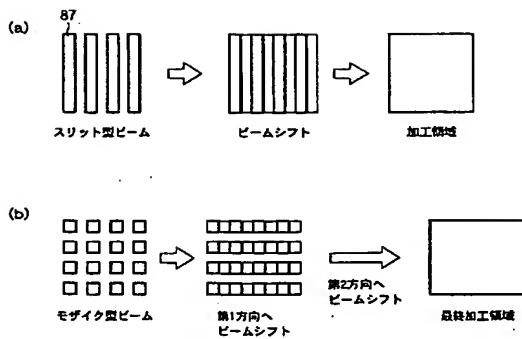 (a)
87
スリット型ビーム
ビームシフト
加工領域
(b)
モザイク型ビーム
第1方向へ
ビームシフト
第2方向へ
ビームシフト
最終加工領域